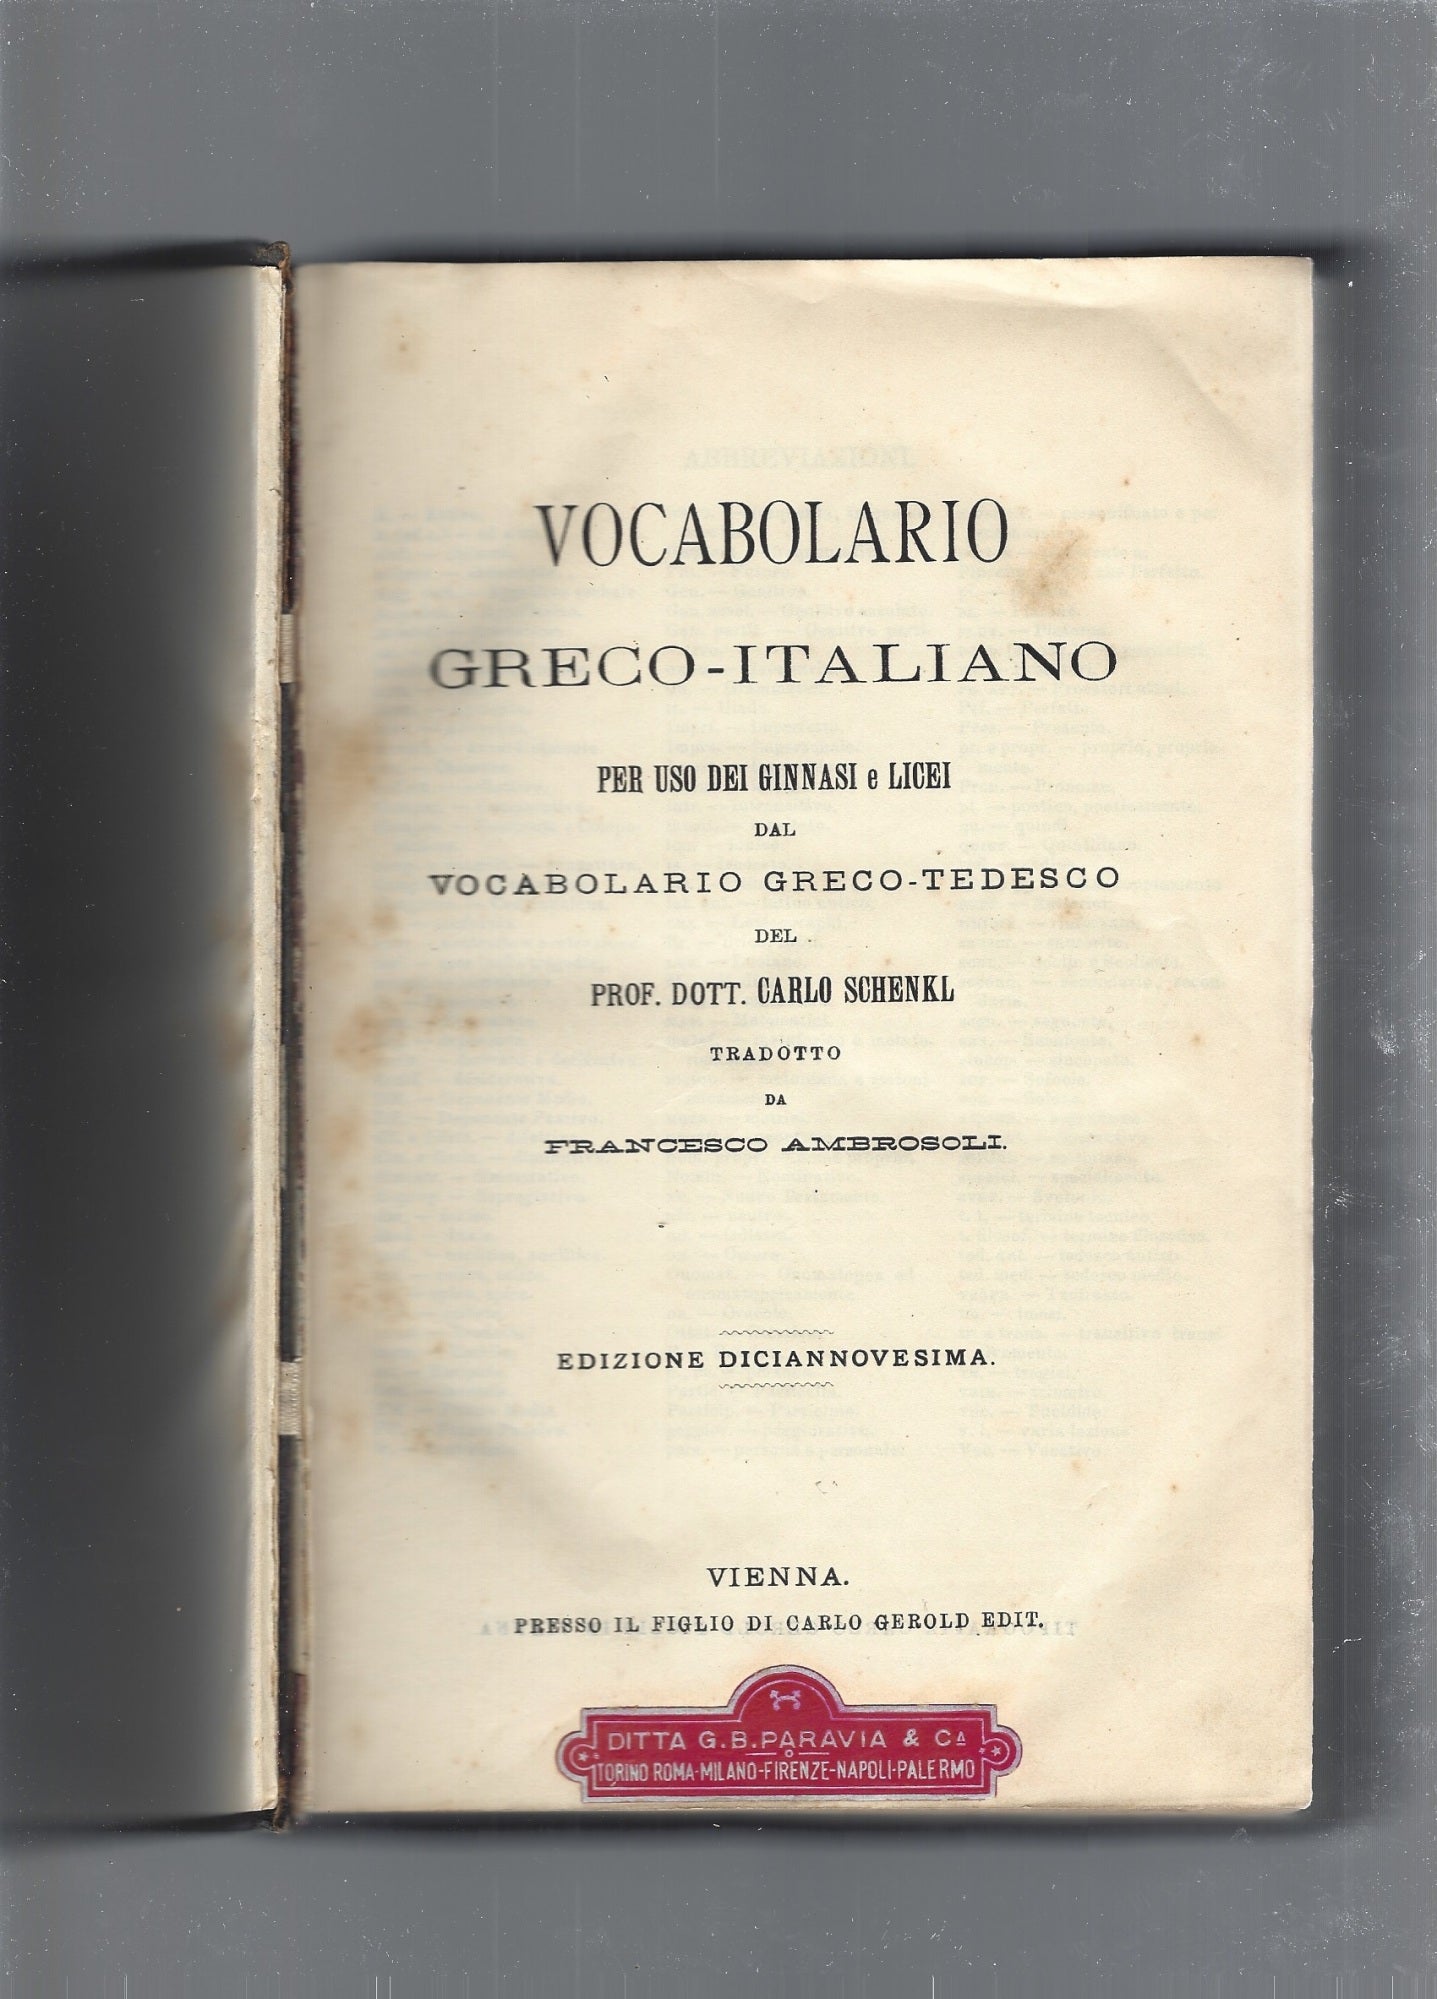 VOCABOLARIO
GRECO-ITALIANO
PER USO DEI GINNASI e LICEI
DAL
VOCABOLARIO GRECO-TEDESCO
DEL
PROF. DOTT. CARLO SCHENKL
TRADOTTO
DA
FRANCESCO AMBROSOLI.
EDIZIONE DICIANNOVESIMA.
VIENNA.
PRESSO IL FIGLIO DI CARLO GEROLD EDIT.
DITTA G.B.PARAVIA & CA
TORINO ROMA-MILANO-FIRENZE-NAPOLI-PALERMO